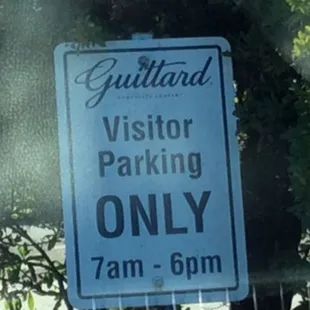 Guittard
Visitor
Parking
ONLY
7am - 6pm